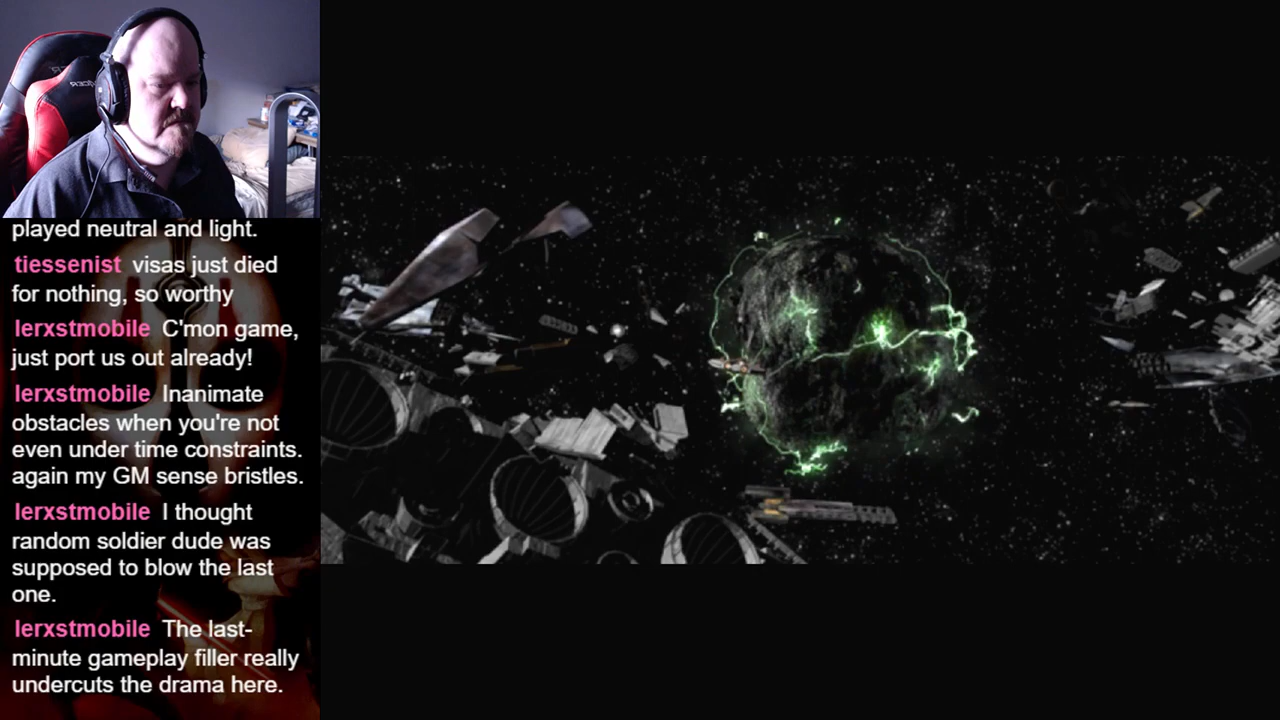 played neutral and light.
tiessenist visas just died
for nothing, so worthy
lerxstmobile C'mon game,
just port us out already!
lerxstmobile Inanimate
obstacles when you're not
even under time constraints.
again my GM sense bristles.
lerxstmobile I thought
random soldier dude was
supposed to blow the last
one.
lerxstmobile The last-
minute gameplay filler really
undercuts the drama here.